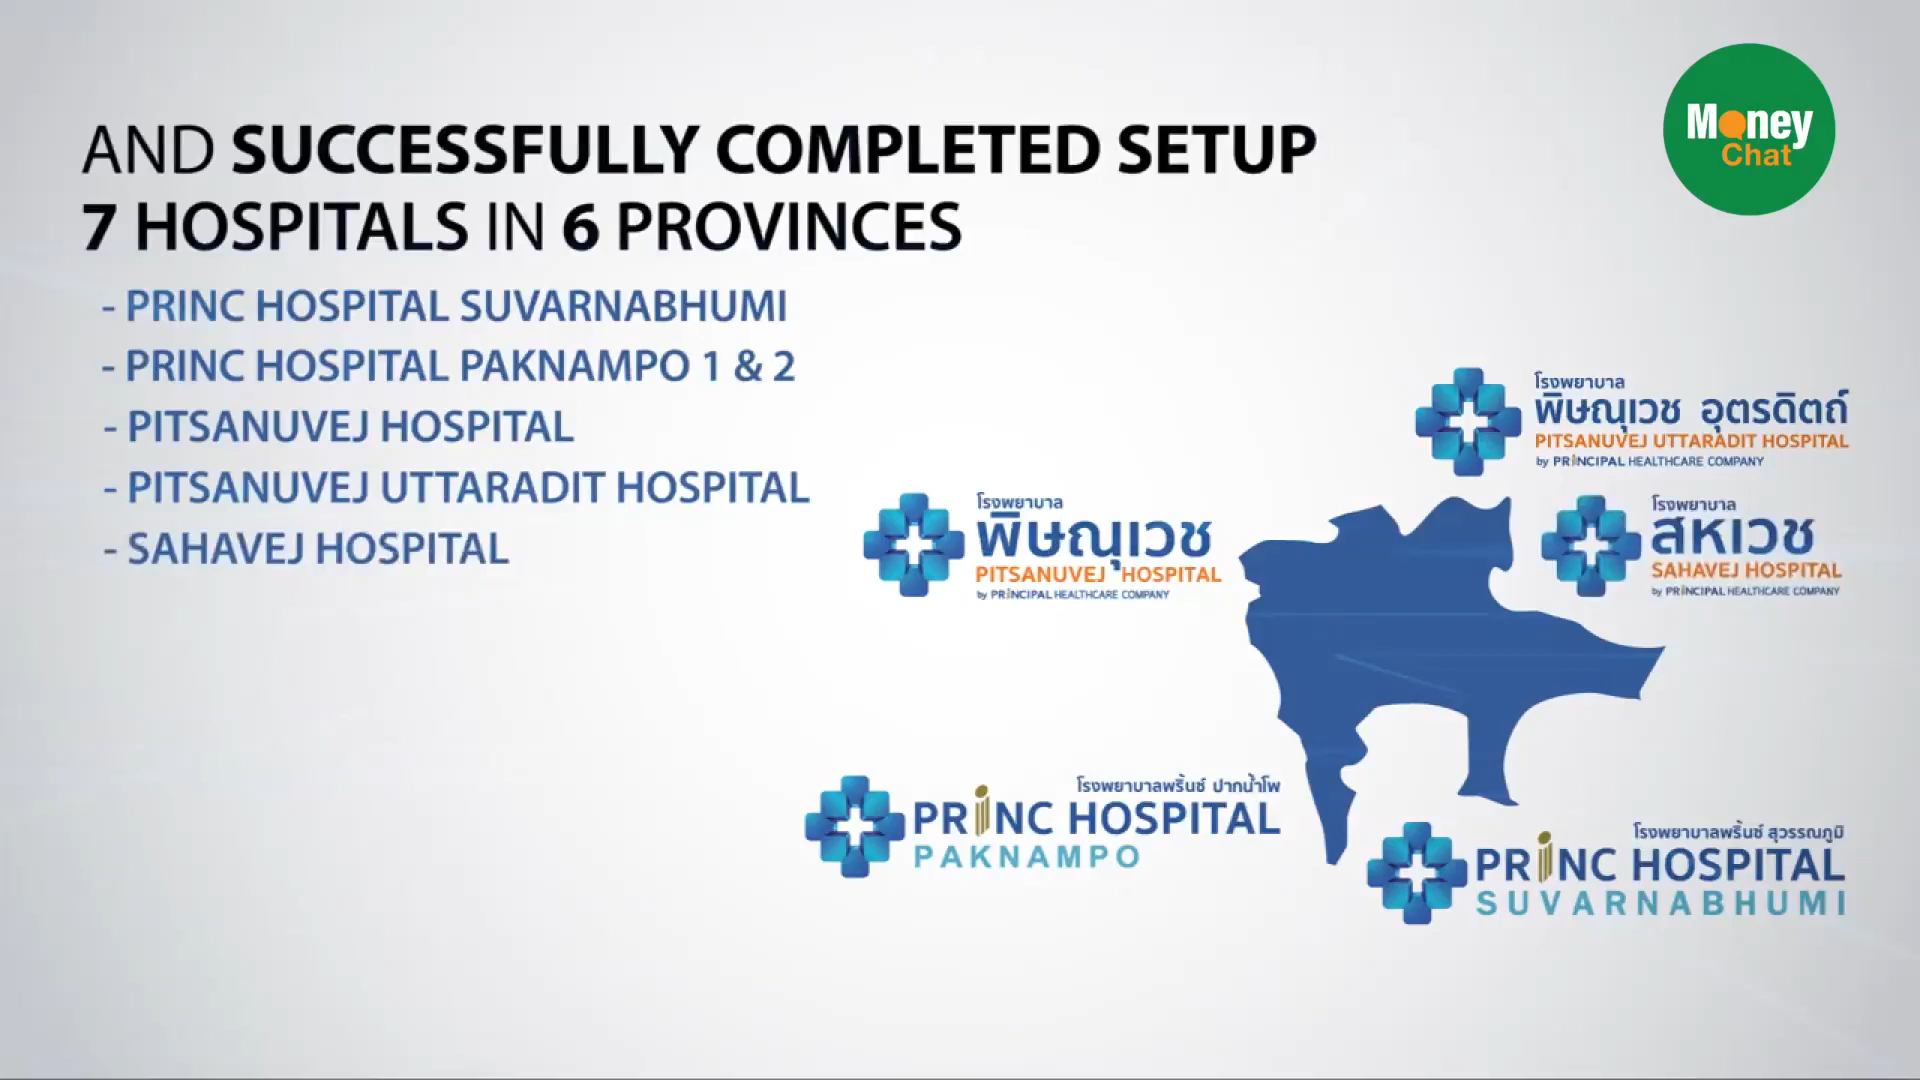 AND SUCCESSFULLY COMPLETED SETUP
7 HOSPITALS IN 6 PROVINCES
- PRINC HOSPITAL SUVARNABHUMI
- PRINC HOSPITAL PAKNAMPO 1 & 2
- PITSANUVEJ HOSPITAL
- PITSANUVEJ UTTARADIT HOSPITAL
- SAHAVEJ HOSPITAL
Money
Chat
โรงพยาบาล
พิษณุเวช อุตรดิตถ์
PITSANUVEJ UTTARADIT HOSPITAL
by PRINCIPAL HEALTHCARE COMPANY
โรงพยาบาล
พิษณุเวช
PITSANUVEJ HOSPITAL
by PRINCIPAL HEALTHCARE COMPANY
โรงพยาบาล
สหเวช
SAHAVEJ HOSPITAL
by PRINCIPAL HEALTHCARE COMPANY
โรงพยาบาลพริ้นซ์ ปากน้ำโพ
PRINC HOSPITAL
PAKNAMPO
โรงพยาบาลพริ้นซ์ สุวรรณภูมิ
PRINC HOSPITAL
SUVARNABHUMI